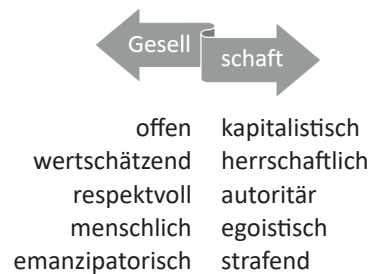 Gesell schaft
offen kapitalistisch
wertschätzend herrschaftlich
respektvoll autoritär
menschlich egoistisch
emanzipatorisch strafend